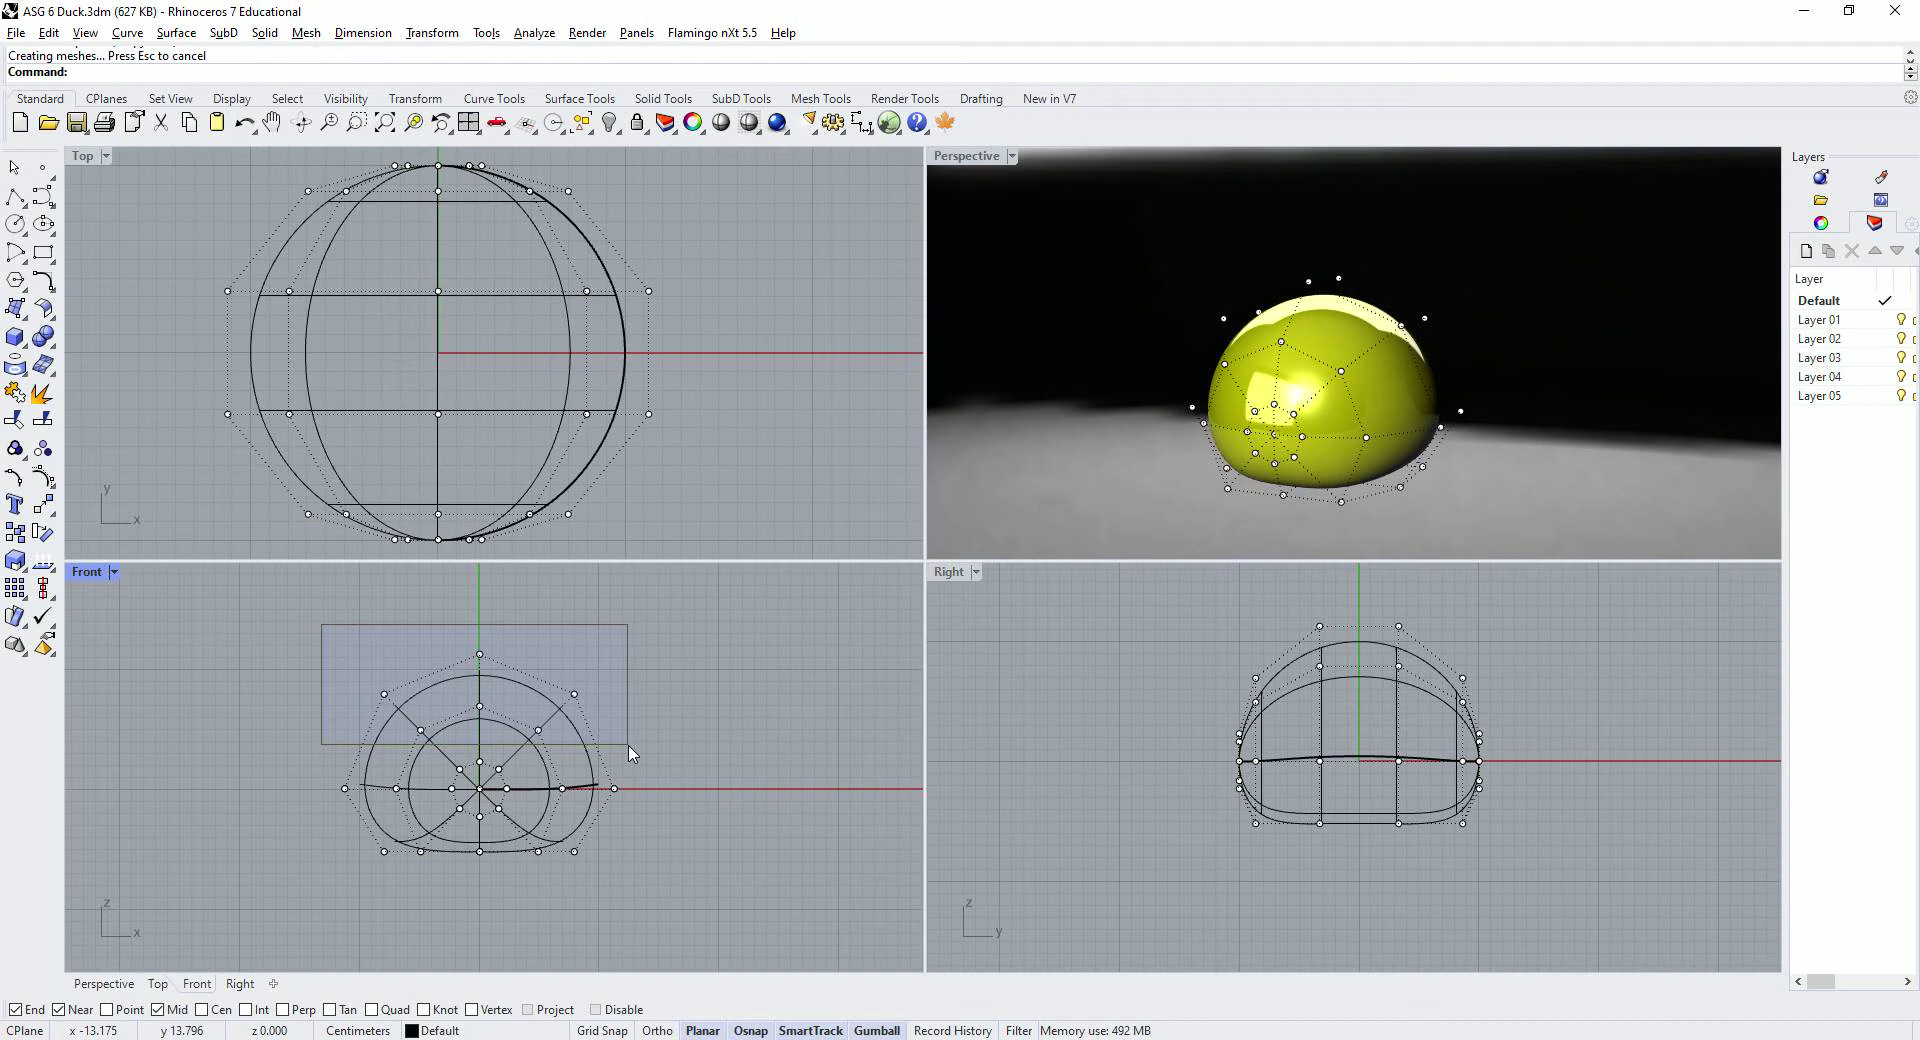 ASG 6 Duck.3dm (627 KB) - Rhinoceros 7 Educational
File Edit View Curve Surface SubD Solid Mesh Dimension Transform Tools Analyze Render Panels Flamingo nXt 5.5 Help
Creating meshes... Press Esc to cancel
Command:
Standard CPlanes Set View Display Select Visibility Transform Curve Tools Surface Tools Solid Tools SubD Tools Mesh Tools Render Tools Drafting New in V7
Top
Perspective
Layers
Layer
Default
Layer 01
Layer 02
Layer 03
Layer 04
Layer 05
y
x
Front
Right
z
x
z
y
Perspective Top Front Right
End Near Point Mid Cen Int Perp Tan Quad Knot Vertex Project Disable
CPlane x -13.175 y 13.796 z 0.000 Centimeters Default Grid Snap Ortho Planar Osnap SmartTrack Gumball Record History Filter Memory use: 492 MB